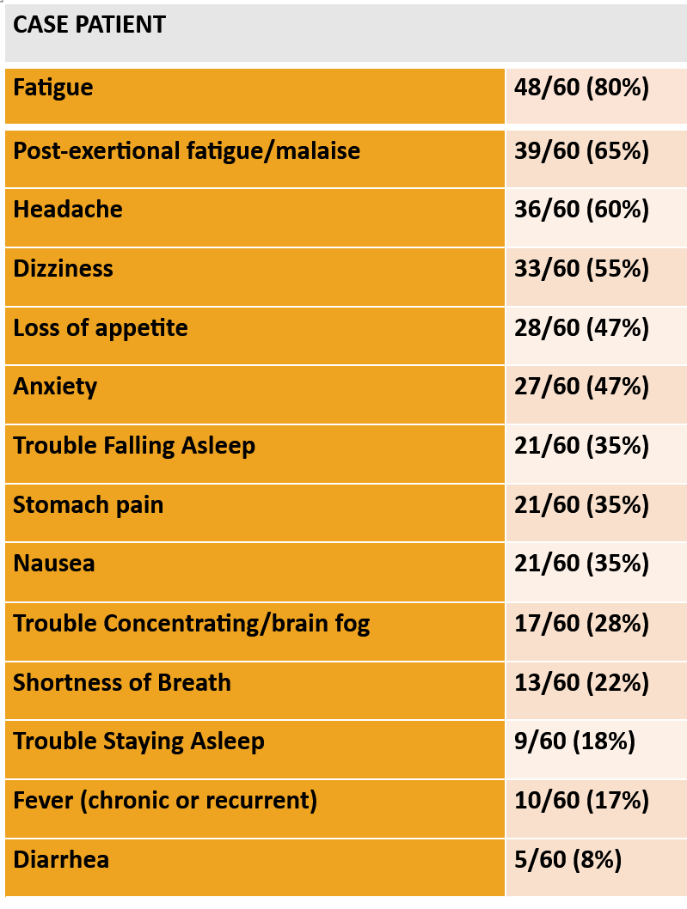 CASE PATIENT
Fatigue 48/60 (80%)
Post-exertional fatigue/malaise 39/60 (65%)
Headache 36/60 (60%)
Dizziness 33/60 (55%)
Loss of appetite 28/60 (47%)
Anxiety 27/60 (47%)
Trouble Falling Asleep 21/60 (35%)
Stomach pain 21/60 (35%)
Nausea 21/60 (35%)
Trouble Concentrating/brain fog 17/60 (28%)
Shortness of Breath 13/60 (22%)
Trouble Staying Asleep 9/60 (18%)
Fever (chronic or recurrent) 10/60 (17%)
Diarrhea 5/60 (8%)